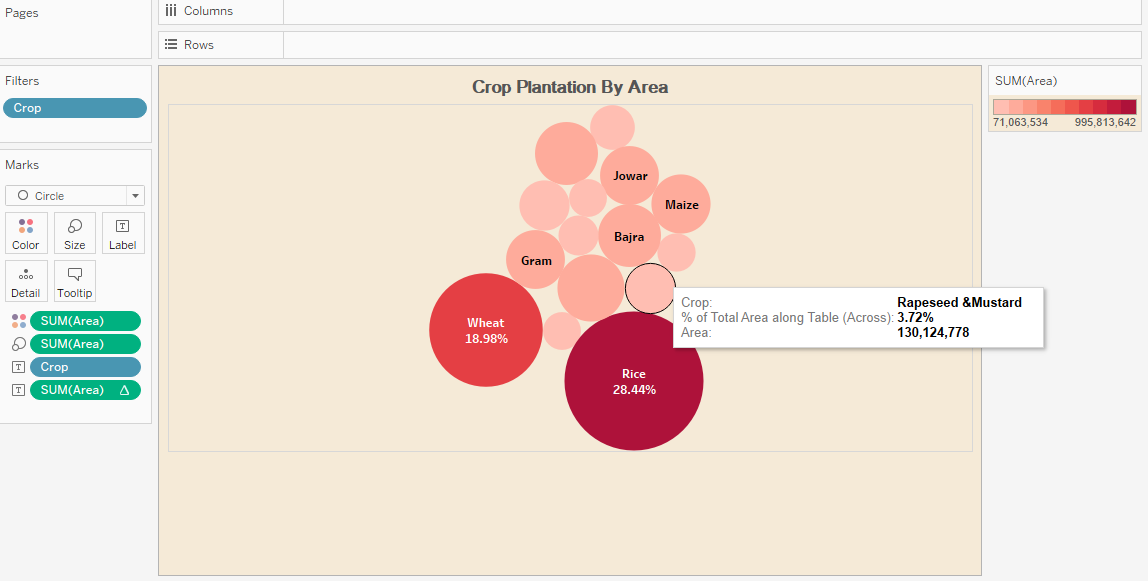 Pages
Columns
Rows
Filters
Crop
Marks
Circle
Color
Size
Label
Detail
Tooltip
SUM(Area)
SUM(Area)
Crop
SUM(Area)
Crop Plantation By Area
Jowar
Maize
Bajra
Gram
Wheat
18.98%
Rice
28.44%
Crop: Rapeseed &Mustard
% of Total Area along Table (Across): 3.72%
Area: 130,124,778
SUM(Area)
71,063,534 995,813,642